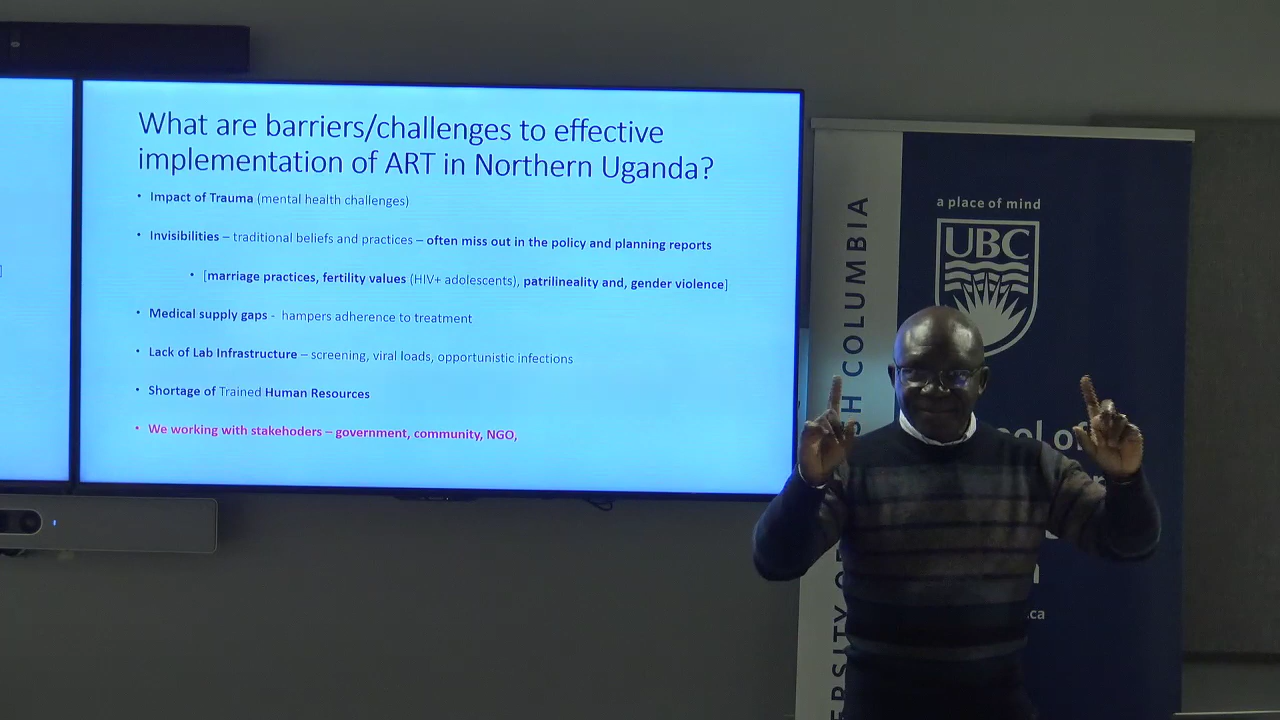 ]
What are barriers/challenges to effective
implementation of ART in Northern Uganda?
• Impact of Trauma (mental health challenges)
• Invisibilities – traditional beliefs and practices – often miss out in the policy and planning reports
• [marriage practices, fertility values (HIV+ adolescents), patrilineality and, gender violence]
• Medical supply gaps - hampers adherence to treatment
• Lack of Lab Infrastructure – screening, viral loads, opportunistic infections
• Shortage of Trained Human Resources
• We working with stakehoders – government, community, NGO,
a place of mind
UBC
COLUMBIA
of
.ca